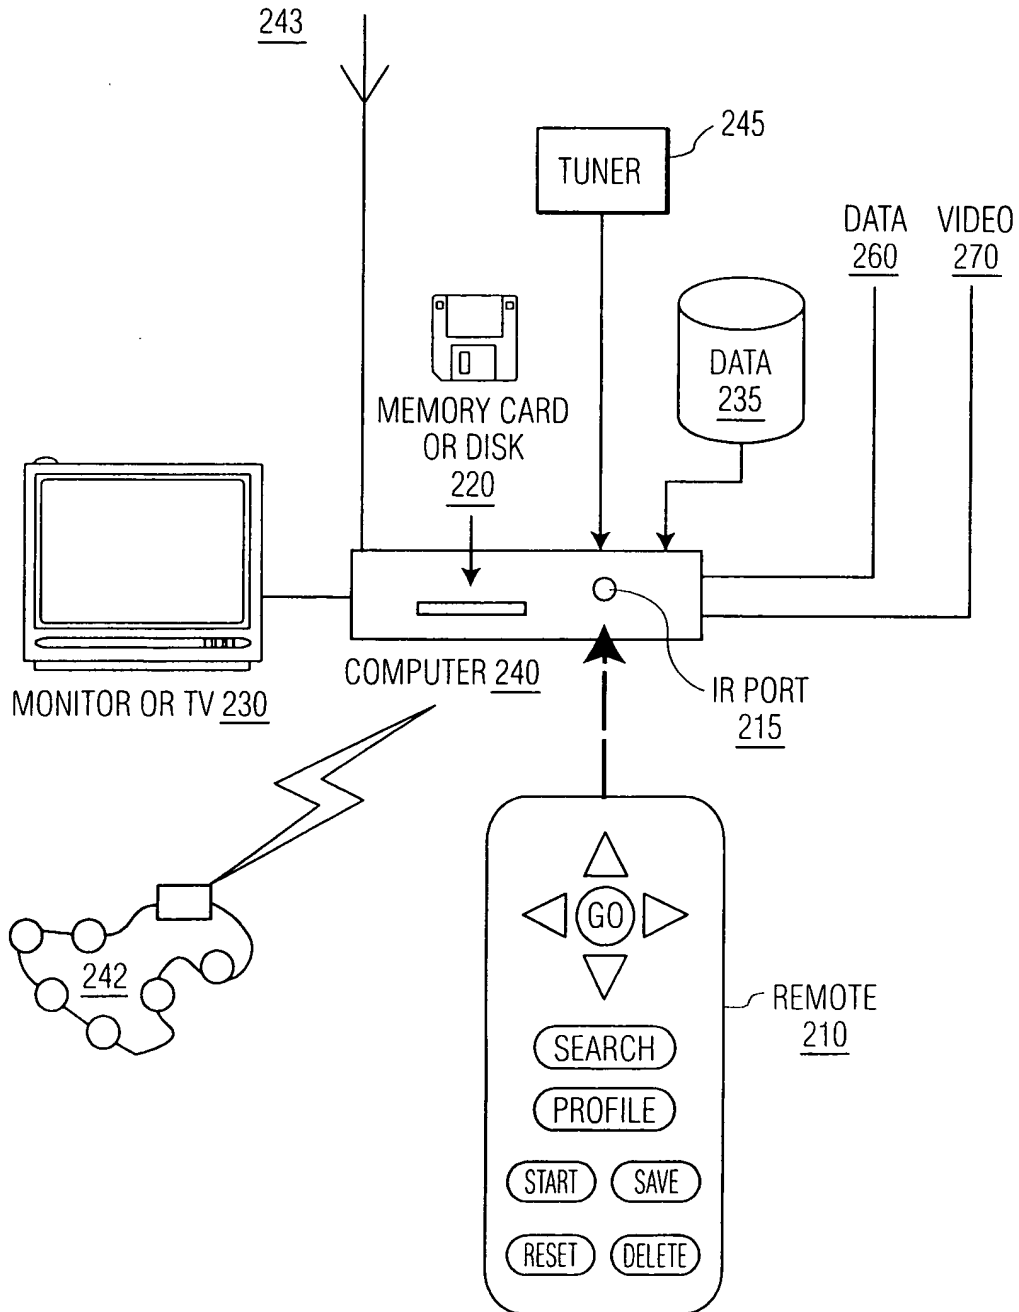 243
245
TUNER
DATA
260
VIDEO
270
DATA
235
MEMORY CARD
OR DISK
220
COMPUTER 240
MONITOR OR TV 230
IR PORT
215
GO
242
REMOTE
210
SEARCH
PROFILE
START
SAVE
RESET
DELETE